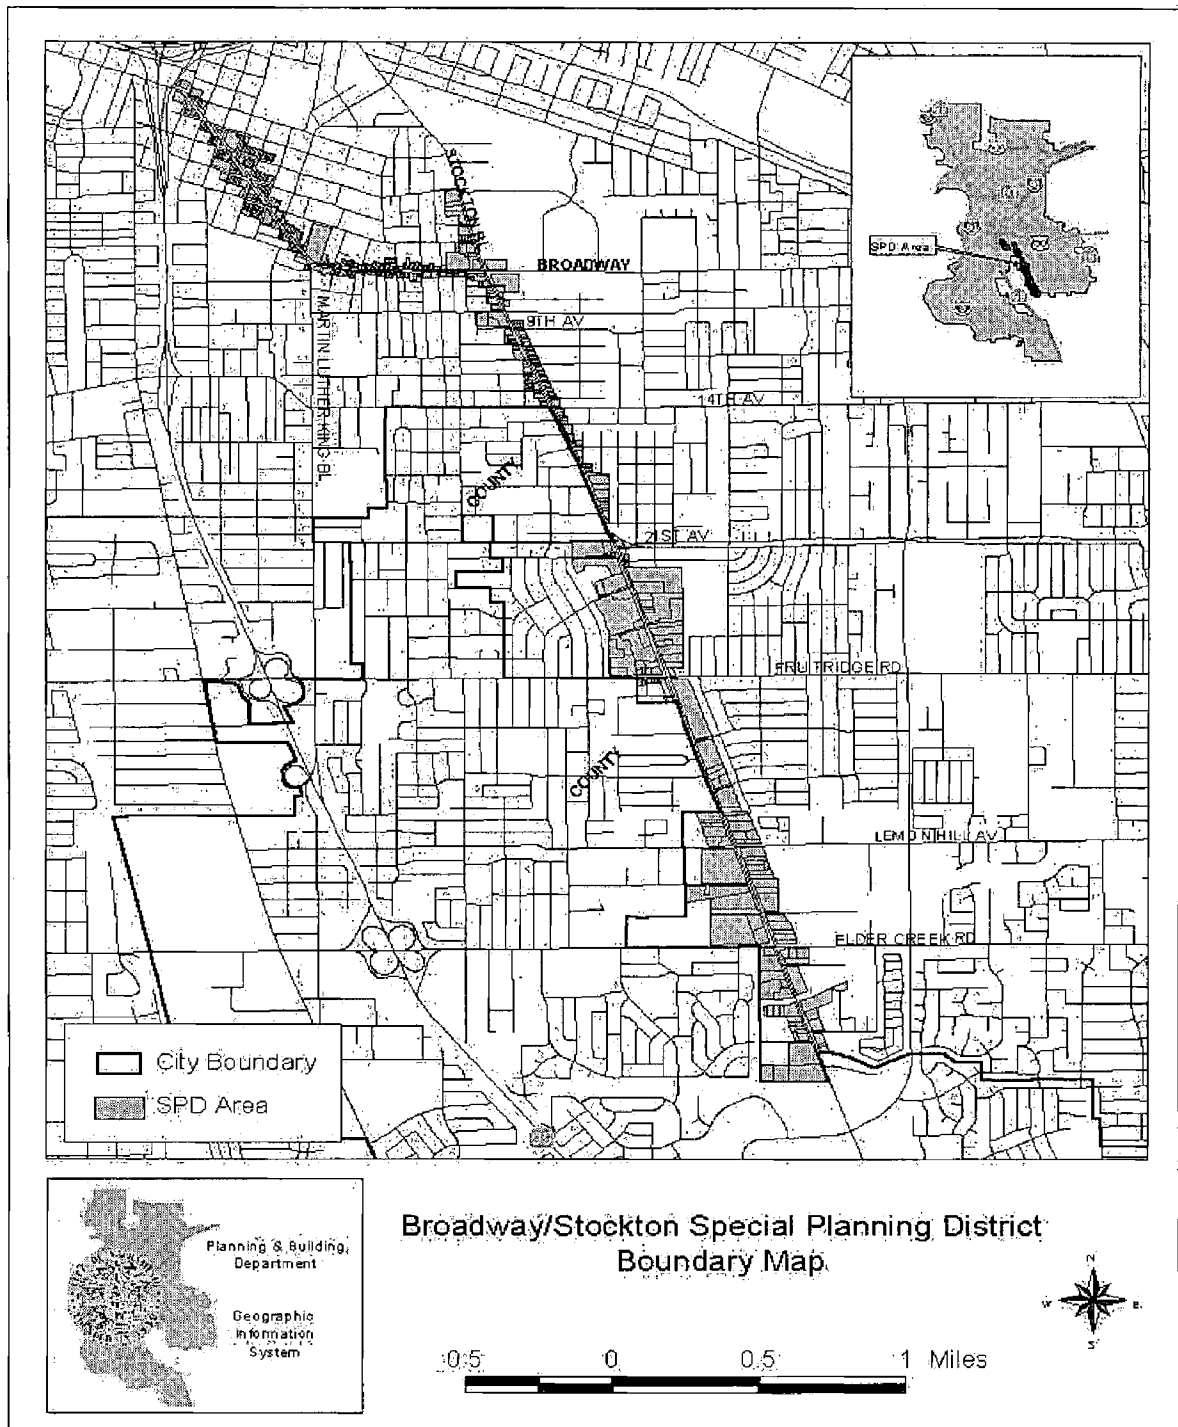 SPD Area
STOCKTON B
BROADWAY
9TH AV
MARTIN LUTHER KING BL
14TH AV
COUNTY
21ST AV
FRUITRIDGE RD
COUNTY
LEMON HILL AV
ELDER CREEK RD
City Boundary
SPD Area
Planning & Building
Department
Geographic
Information
System
Broadway/Stockton Special Planning District
Boundary Map
N
W E
S
0.5 0 0.5 1 Miles